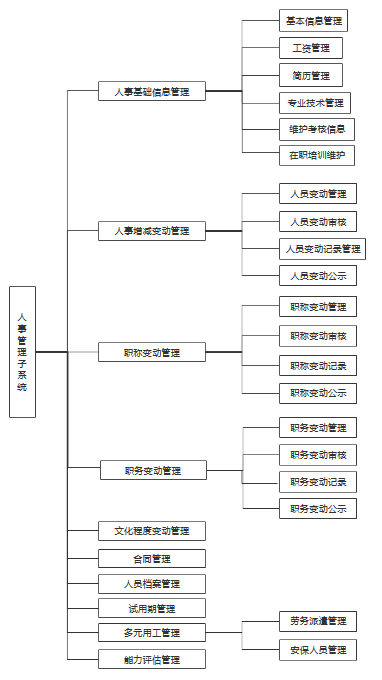 人事管理子系统
人事基础信息管理
基本信息管理
工资管理
简历管理
专业技术管理
维护考核信息
在职培训维护
人事增减变动管理
人员变动管理
人员变动审核
人员变动记录管理
人员变动公示
职称变动管理
职称变动管理
职称变动审核
职称变动记录
职称变动公示
职务变动管理
职务变动管理
职务变动审核
职务变动记录
职务变动公示
文化程度变动管理
合同管理
人员档案管理
试用期管理
多元用工管理
劳务派遣管理
安保人员管理
能力评估管理